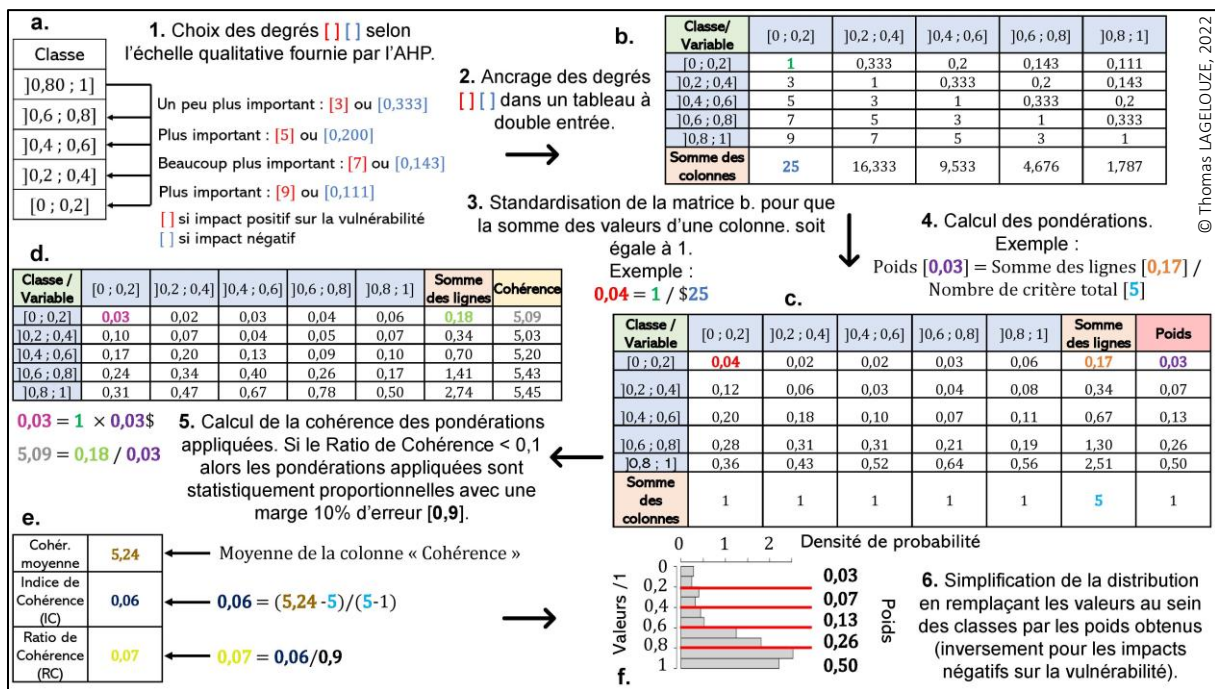 a.
Classe
]0,80 ; 1]
]0,6 ; 0,8]
]0,4 ; 0,6]
]0,2 ; 0,4]
[0 ; 0,2]
1. Choix des degrés [ ] [ ] selon
l'échelle qualitative fournie par l'AHP.
Un peu plus important : [3] ou [0,333]
Plus important : [5] ou [0,200]
Beaucoup plus important : [7] ou [0,143]
Plus important : [9] ou [0,111]
[ ] si impact positif sur la vulnérabilité
[ ] si impact négatif
2. Ancrage des degrés
[ ] [ ] dans un tableau à
double entrée.
b.
Classe/ Variable [0 ; 0,2] ]0,2 ; 0,4] ]0,4 ; 0,6] ]0,6 ; 0,8] ]0,8 ; 1]
[0 ; 0,2] 1 0,333 0,2 0,143 0,111
]0,2 ; 0,4] 3 1 0,333 0,2 0,143
]0,4 ; 0,6] 5 3 1 0,333 0,2
]0,6 ; 0,8] 7 5 3 1 0,333
]0,8 ; 1] 9 7 5 3 1
Somme des colonnes 25 16,333 9,533 4,676 1,787
© Thomas LAGELOUZE, 2022
3. Standardisation de la matrice b. pour que
la somme des valeurs d'une colonne. soit
égale à 1.
Exemple :
0,04 = 1 / $25
4. Calcul des pondérations.
Exemple :
Poids [0,03] = Somme des lignes [0,17] /
Nombre de critère total [5]
c.
Classe / Variable [0 ; 0,2] ]0,2 ; 0,4] ]0,4 ; 0,6] ]0,6 ; 0,8] ]0,8 ; 1] Somme des lignes Poids
[0 ; 0,2] 0,04 0,02 0,02 0,03 0,06 0,17 0,03
]0,2 ; 0,4] 0,12 0,06 0,03 0,04 0,08 0,34 0,07
]0,4 ; 0,6] 0,20 0,18 0,10 0,07 0,11 0,67 0,13
]0,6 ; 0,8] 0,28 0,31 0,31 0,21 0,19 1,30 0,26
]0,8 ; 1] 0,36 0,43 0,52 0,64 0,56 2,51 0,50
Somme des colonnes 1 1 1 1 1 5 1
d.
Classe / Variable [0 ; 0,2] ]0,2 ; 0,4] ]0,4 ; 0,6] ]0,6 ; 0,8] ]0,8 ; 1] Somme des lignes Cohérence
[0 ; 0,2] 0,03 0,02 0,03 0,04 0,06 0,18 5,09
]0,2 ; 0,4] 0,10 0,07 0,04 0,05 0,07 0,34 5,03
]0,4 ; 0,6] 0,17 0,20 0,13 0,09 0,10 0,70 5,20
]0,6 ; 0,8] 0,24 0,34 0,40 0,26 0,17 1,41 5,43
]0,8 ; 1] 0,31 0,47 0,67 0,78 0,50 2,74 5,45
0,03 = 1 × 0,03$
5,09 = 0,18 / 0,03
5. Calcul de la cohérence des pondérations
appliquées. Si le Ratio de Cohérence < 0,1
alors les pondérations appliquées sont
statistiquement proportionnelles avec une
marge 10% d'erreur [0,9].
e.
Cohér. moyenne 5,24
Moyenne de la colonne « Cohérence »
Indice de Cohérence (IC) 0,06
0,06 = (5,24 -5)/(5-1)
Ratio de Cohérence (RC) 0,07
0,07 = 0,06/0,9
0 1 2 Densité de probabilité
Valeurs /1
0
0,2
0,4
0,6
0,8
1
0,03
0,07
0,13
0,26
0,50
Poids
f.
6. Simplification de la distribution
en remplaçant les valeurs au sein
des classes par les poids obtenu
(inversement pour les impacts
négatifs sur la vulnérabilité).